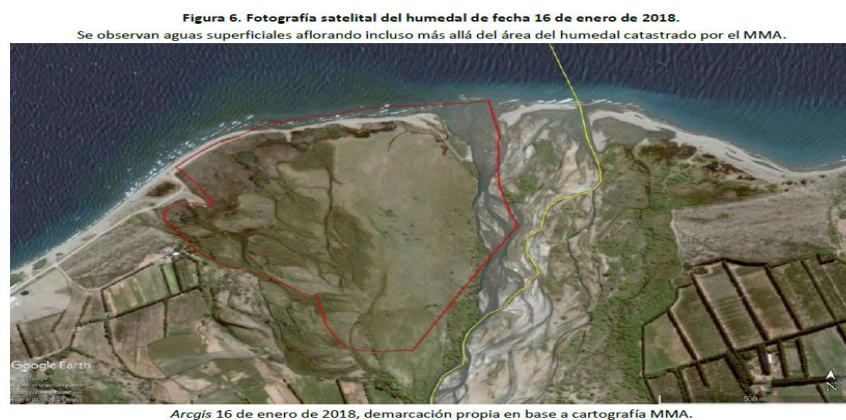 Figura 6. Fotografía satelital del humedal de fecha 16 de enero de 2018.
Se observan aguas superficiales aflorando incluso más allá del área del humedal catastrado por el MMA.
Google Earth
N
500 m
Arcgis 16 de enero de 2018, demarcación propia en base a cartografía MMA.